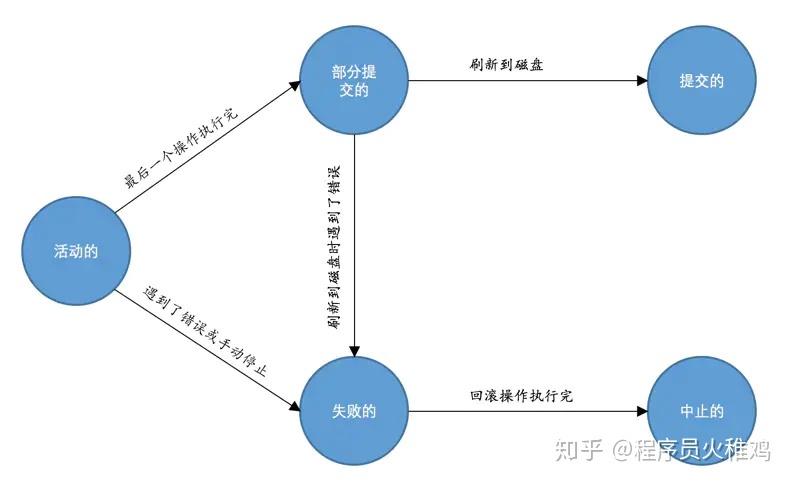 部分提
交的
刷新到磁盘
提交的
最后一个操作执行完
刷新到磁盘时遇到了错误
活动的
遇到了错误或手动停止
失败的
回滚操作执行完
中止的
知乎 @程序员火稚鸡